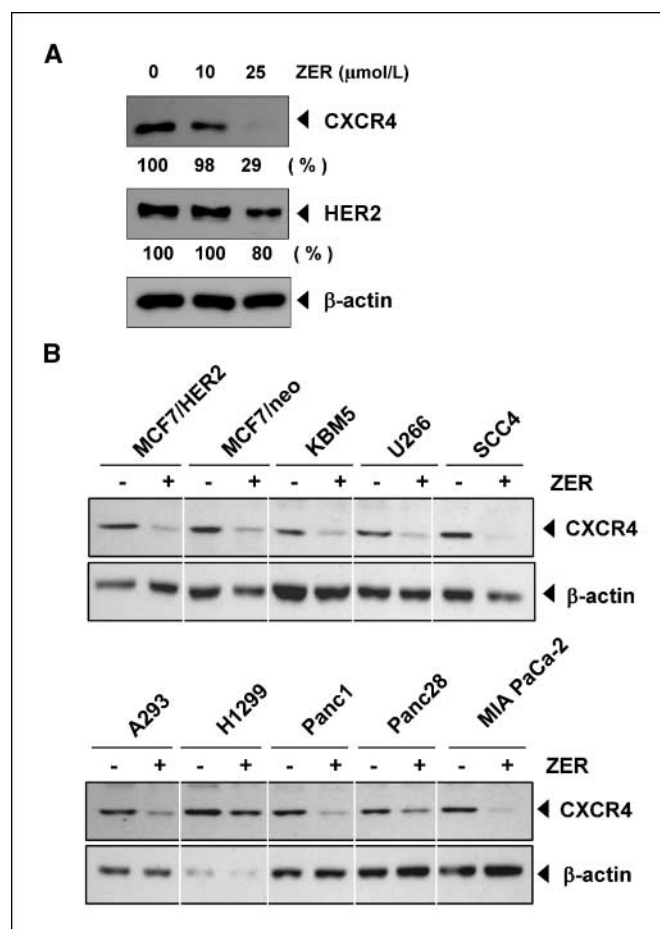 A
0 10 25 ZER (μmol/L)
◄ CXCR4
100 98 29 ( % )
◄ HER2
100 100 80 ( % )
◄ β-actin
B
MCF7/HER2 MCF7/neo KBM5 U266 SCC4
- + - + - + - + - + ZER
◄ CXCR4
◄ β-actin
A293 H1299 Panc1 Panc28 MIA PaCa-2
- + - + - + - + - + ZER
◄ CXCR4
◄ β-actin